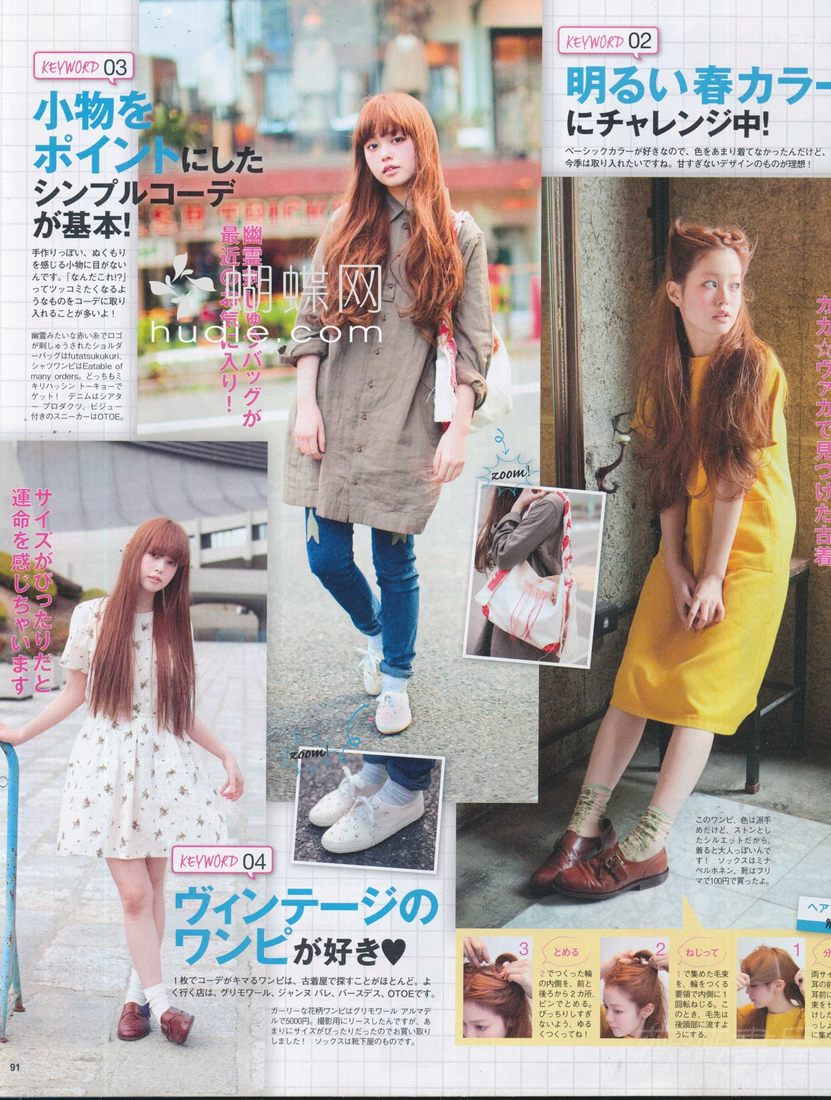 KEYWORD 03
小物を
ポイントにした
シンプルコーデ
が基本!
手作りっぽい、ぬくもり
を感じる小物に目がない
んです。「なんだこれ!?」
ってツッコミたくなるよ
うなものをコーデに取り
入れることが多いよ!
幽霊みたいな赤い糸でロゴ
が刺しゅうされたショルダ
ーバッグはfutatsukukuri、
シャツワンピはEatable of
many orders。どっちもミ
キリハッシン トーキョーで
ゲット! デニムはシアタ
ー プロダクツ、ビジュー
付きのスニーカーはOTOE。
最近のお気に入り!
蝴蝶网
hudie.com
zoom!
zoom!
KEYWORD 02
明るい春カラー
にチャレンジ中!
ベーシックカラーが好きなので、色をあまり着てなかったんだけど、
今季は取り入れたいですね。甘すぎないデザインのものが理想!
で見つけた古着
このワンピ、色は派手
めだけど、ストンとし
たシルエットだから、
着ると大人っぽいんで
す! ソックスはミナ
ペルホネン、靴はフリ
マで100円で買ったよ。
サイズがぴったりだと
運命を感じちゃいます
KEYWORD 04
ヴィンテージの
ワンピが好き♥
1枚でコーデがキマるワンピは、古着屋で探すことがほとんど。よ
く行く店は、グリモワール、ジャンヌ バレ、バースデス、OTOEです。
ガーリーな花柄ワンピはグリモワール アルマデ
ルで5000円。撮影用にリースしたんですが、あ
まりにサイズがぴったりだったのでお買い取り
しました! ソックスは靴下屋のものです。
ヘア
1
2
ねじって
1で集めた毛束
を、輪をつくる
要領で内側に1
回転ねじる。こ
のとき、毛先は
後頭部に流すよ
うにする。
3
とめる
2でつくった輪
の内側を、前と
後ろから2カ所、
ピンでとめる。
ぴっちりしすぎ
ないよう、ゆる
くつくってね!
91